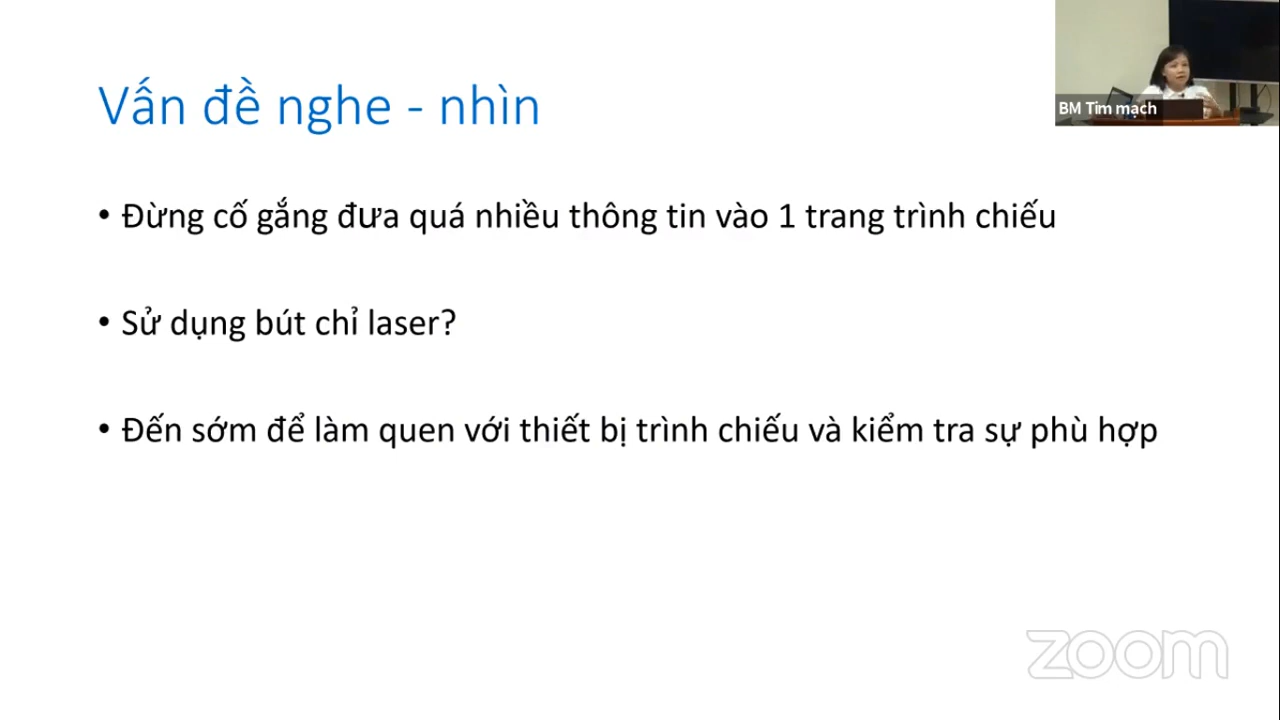 Vấn đề nghe - nhìn
BM Tim mạch
• Đừng cố gắng đưa quá nhiều thông tin vào 1 trang trình chiếu
• Sử dụng bút chỉ laser?
• Đến sớm để làm quen với thiết bị trình chiếu và kiểm tra sự phù hợp
zoom